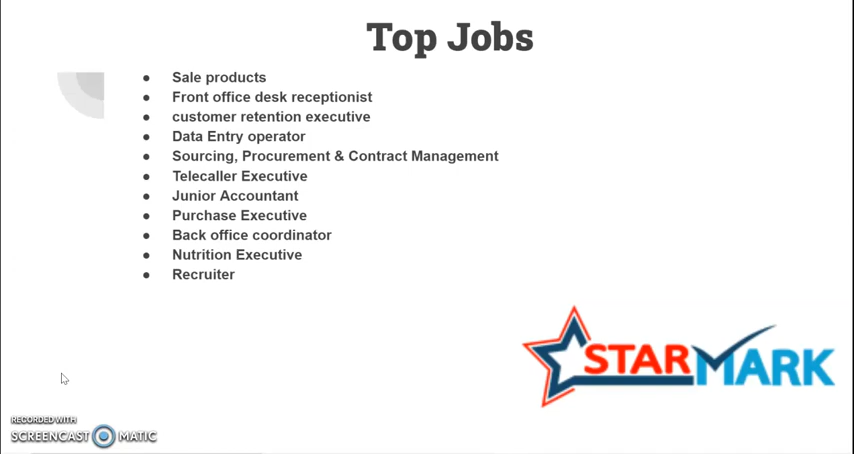 Top Jobs
● Sale products
● Front office desk receptionist
● customer retention executive
● Data Entry operator
● Sourcing, Procurement & Contract Management
● Telecaller Executive
● Junior Accountant
● Purchase Executive
● Back office coordinator
● Nutrition Executive
● Recruiter
STARMARK
RECORDED WITH
SCREENCAST MATIC